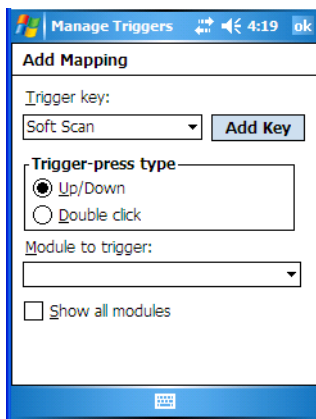 Manage Triggers 4:19 ok
Add Mapping
Trigger key:
Soft Scan Add Key
Trigger-press type
Up/Down
Double click
Module to trigger:
Show all modules